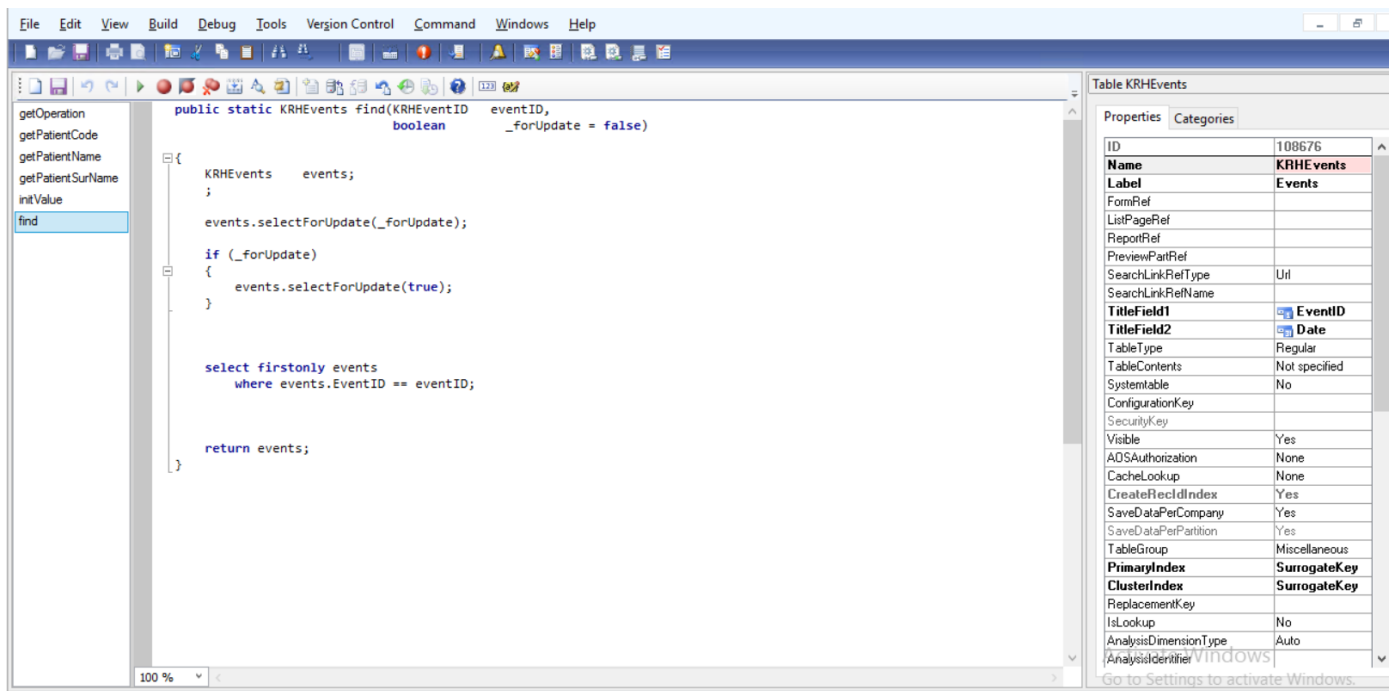 File Edit View Build Debug Tools Version Control Command Windows Help
Table KRHEvents
getOperation
getPatientCode
getPatientName
getPatientSurName
initValue
find
public static KRHEvents find(KRHEventID eventID,
boolean _forUpdate = false)
{
KRHEvents events;
;
events.selectForUpdate(_forUpdate);
if (_forUpdate)
{
events.selectForUpdate(true);
}
select firstonly events
where events.EventID == eventID;
return events;
}
100 %
Properties Categories
ID 108676
Name KRHEvents
Label Events
FormRef
ListPageRef
ReportRef
PreviewPartRef
SearchLinkRefType Url
SearchLinkRefName
TitleField1 EventID
TitleField2 Date
TableType Regular
TableContents Not specified
Systemtable No
ConfigurationKey
SecurityKey
Visible Yes
AOSAuthorization None
CacheLookup None
CreateRecIdIndex Yes
SaveDataPerCompany Yes
SaveDataPerPartition Yes
TableGroup Miscellaneous
PrimaryIndex SurrogateKey
ClusterIndex SurrogateKey
ReplacementKey
IsLookup No
AnalysisDimensionType Auto
AnalysisIdentifier
Activate Windows
Go to Settings to activate Windows.